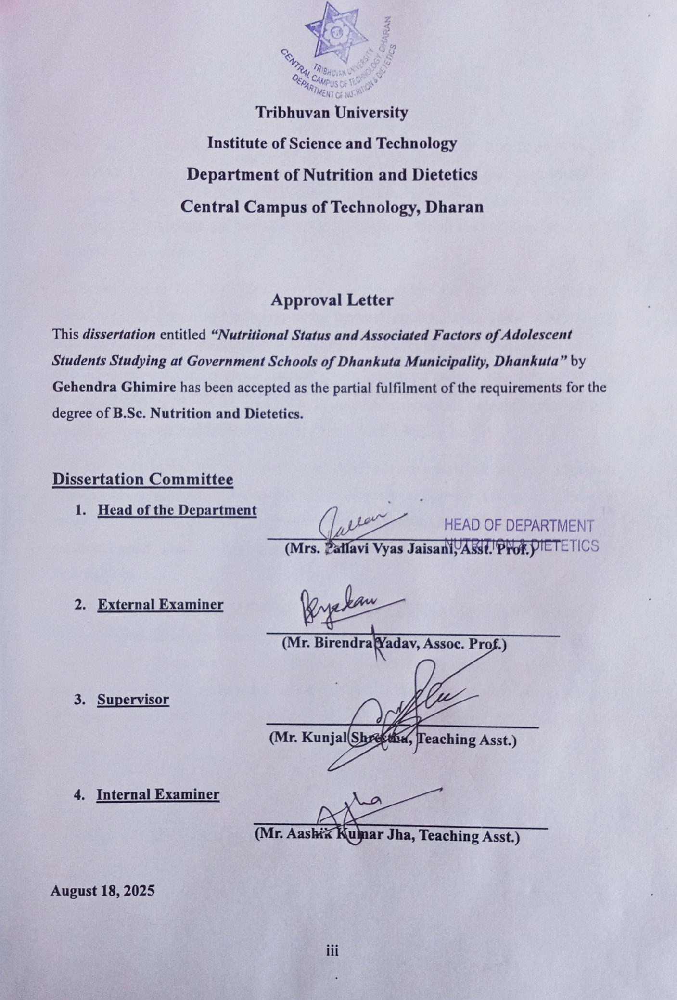 TRIBHUVAN UNIVERSITY
CENTRAL CAMPUS OF TECHNOLOGY, DHARAN
DEPARTMENT OF NUTRITION & DIETETICS
Tribhuvan University
Institute of Science and Technology
Department of Nutrition and Dietetics
Central Campus of Technology, Dharan
Approval Letter
This dissertation entitled “Nutritional Status and Associated Factors of Adolescent
Students Studying at Government Schools of Dhankuta Municipality, Dhankuta” by
Gehendra Ghimire has been accepted as the partial fulfilment of the requirements for the
degree of B.Sc. Nutrition and Dietetics.
Dissertation Committee
1. Head of the Department
Pallavi
HEAD OF DEPARTMENT
NUTRITION & DIETETICS
(Mrs. Pallavi Vyas Jaisani, Asst. Prof.)
2. External Examiner
(Mr. Birendra Yadav, Assoc. Prof.)
3. Supervisor
(Mr. Kunjal Shrestha, Teaching Asst.)
4. Internal Examiner
(Mr. Aashik Kumar Jha, Teaching Asst.)
August 18, 2025
iii